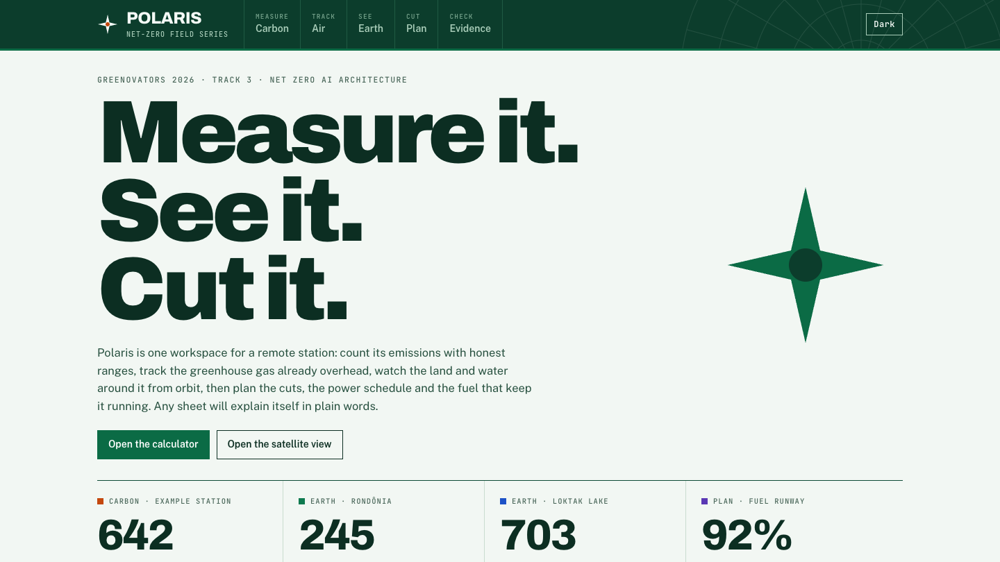 POLARIS
NET-ZERO FIELD SERIES
MEASURE
Carbon
TRACK
Air
SEE
Earth
CUT
Plan
CHECK
Evidence
Dark
GREENOVATORS 2026 · TRACK 3 · NET ZERO AI ARCHITECTURE
Measure it.
See it.
Cut it.
Polaris is one workspace for a remote station: count its emissions with honest
ranges, track the greenhouse gas already overhead, watch the land and water
around it from orbit, then plan the cuts, the power schedule and the fuel that keep
it running. Any sheet will explain itself in plain words.
Open the calculator
Open the satellite view
CARBON · EXAMPLE STATION
642
EARTH · RONDÔNIA
245
EARTH · LOKTAK LAKE
703
PLAN · FUEL RUNWAY
92%